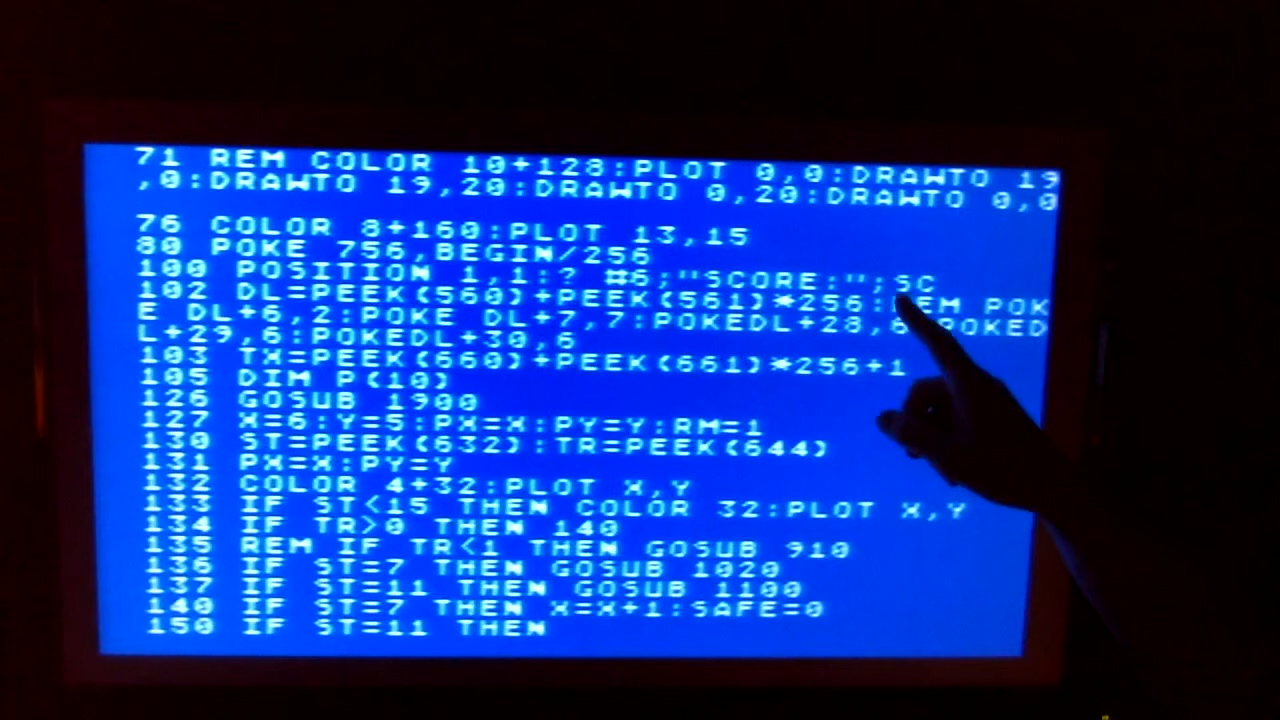 71 REM COLOR 10+128:PLOT 0,0:DRAWTO 19
,0:DRAWTO 19,20:DRAWTO 0,20:DRAWTO 0,0
76 COLOR 8+160:PLOT 13,15
80 POKE 756,BEGIN/256
100 POSITION 1,1:? #6;"SCORE:";SC
102 DL=PEEK(560)+PEEK(561)*256:REM POK
E DL+6,2:POKE DL+7,7:POKEDL+28,6:POKED
L+29,6:POKEDL+30,6
103 TX=PEEK(660)+PEEK(661)*256+1
105 DIM P(10)
126 GOSUB 1900
127 X=6:Y=5:PX=X:PY=Y:RM=1
130 ST=PEEK(632):TR=PEEK(644)
131 PX=X:PY=Y
132 COLOR 4+32:PLOT X,Y
133 IF ST<15 THEN COLOR 32:PLOT X,Y
134 IF TR>0 THEN 140
135 REM IF TR<1 THEN GOSUB 910
136 IF ST=7 THEN GOSUB 1020
137 IF ST=11 THEN GOSUB 1100
140 IF ST=7 THEN X=X+1:SAFE=0
150 IF ST=11 THEN